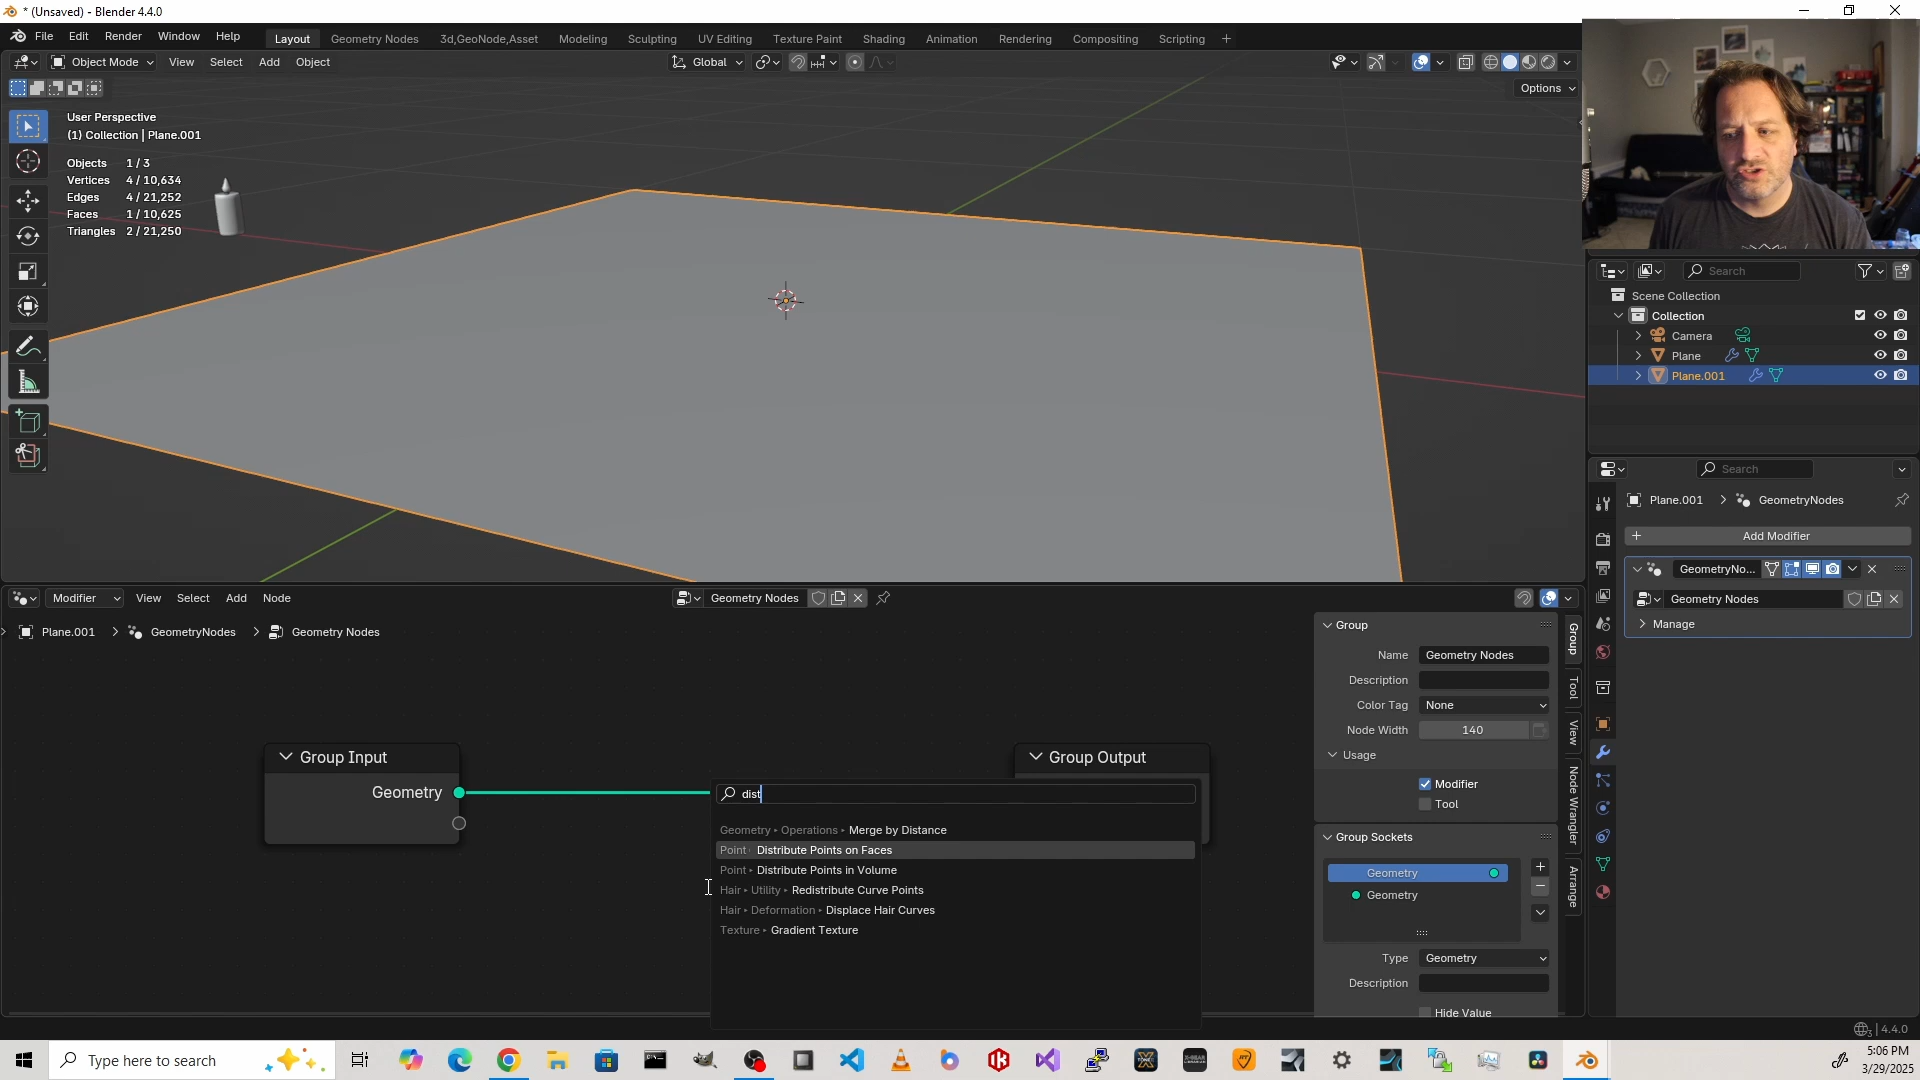 * (Unsaved) - Blender 4.4.0
File Edit Render Window Help Layout Geometry Nodes 3d,GeoNode,Asset Modeling Sculpting UV Editing Texture Paint Shading Animation Rendering Compositing Scripting +
Object Mode View Select Add Object Global
Options
User Perspective
(1) Collection | Plane.001
Objects 1 / 3
Vertices 4 / 10,634
Edges 4 / 21,252
Faces 1 / 10,625
Triangles 2 / 21,250
Search
Scene Collection
Collection
Camera
Plane
Plane.001
Search
Plane.001 > GeometryNodes
+ Add Modifier
GeometryNo...
Geometry Nodes
Manage
Modifier View Select Add Node Geometry Nodes
Plane.001 > GeometryNodes > Geometry Nodes
Group Input
Geometry
Group Output
dist
Geometry ▸ Operations ▸ Merge by Distance
Point ▸ Distribute Points on Faces
Point ▸ Distribute Points in Volume
Hair ▸ Utility ▸ Redistribute Curve Points
Hair ▸ Deformation ▸ Displace Hair Curves
Texture ▸ Gradient Texture
Group
Name Geometry Nodes
Description
Color Tag None
Node Width 140
Usage
Modifier
Tool
Group Sockets
Geometry
Geometry
Type Geometry
Description
Hide Value
Group
Tool
View
Node Wrangler
Arrange
4.4.0
Type here to search
5:06 PM
3/29/2025